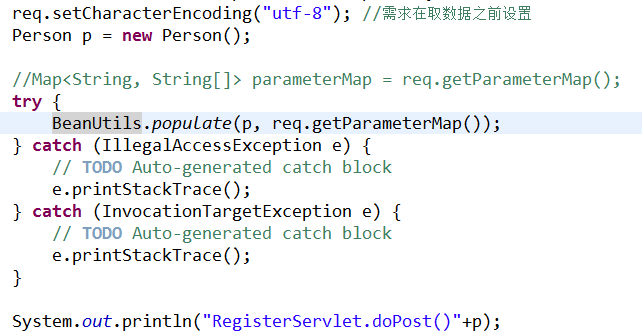 req.setCharacterEncoding("utf-8"); //需求在取数据之前设置
Person p = new Person();
//Map<String, String[]> parameterMap = req.getParameterMap();
try {
BeanUtils.populate(p, req.getParameterMap());
} catch (IllegalAccessException e) {
// TODO Auto-generated catch block
e.printStackTrace();
} catch (InvocationTargetException e) {
// TODO Auto-generated catch block
e.printStackTrace();
}
System.out.println("RegisterServlet.doPost()"+p);